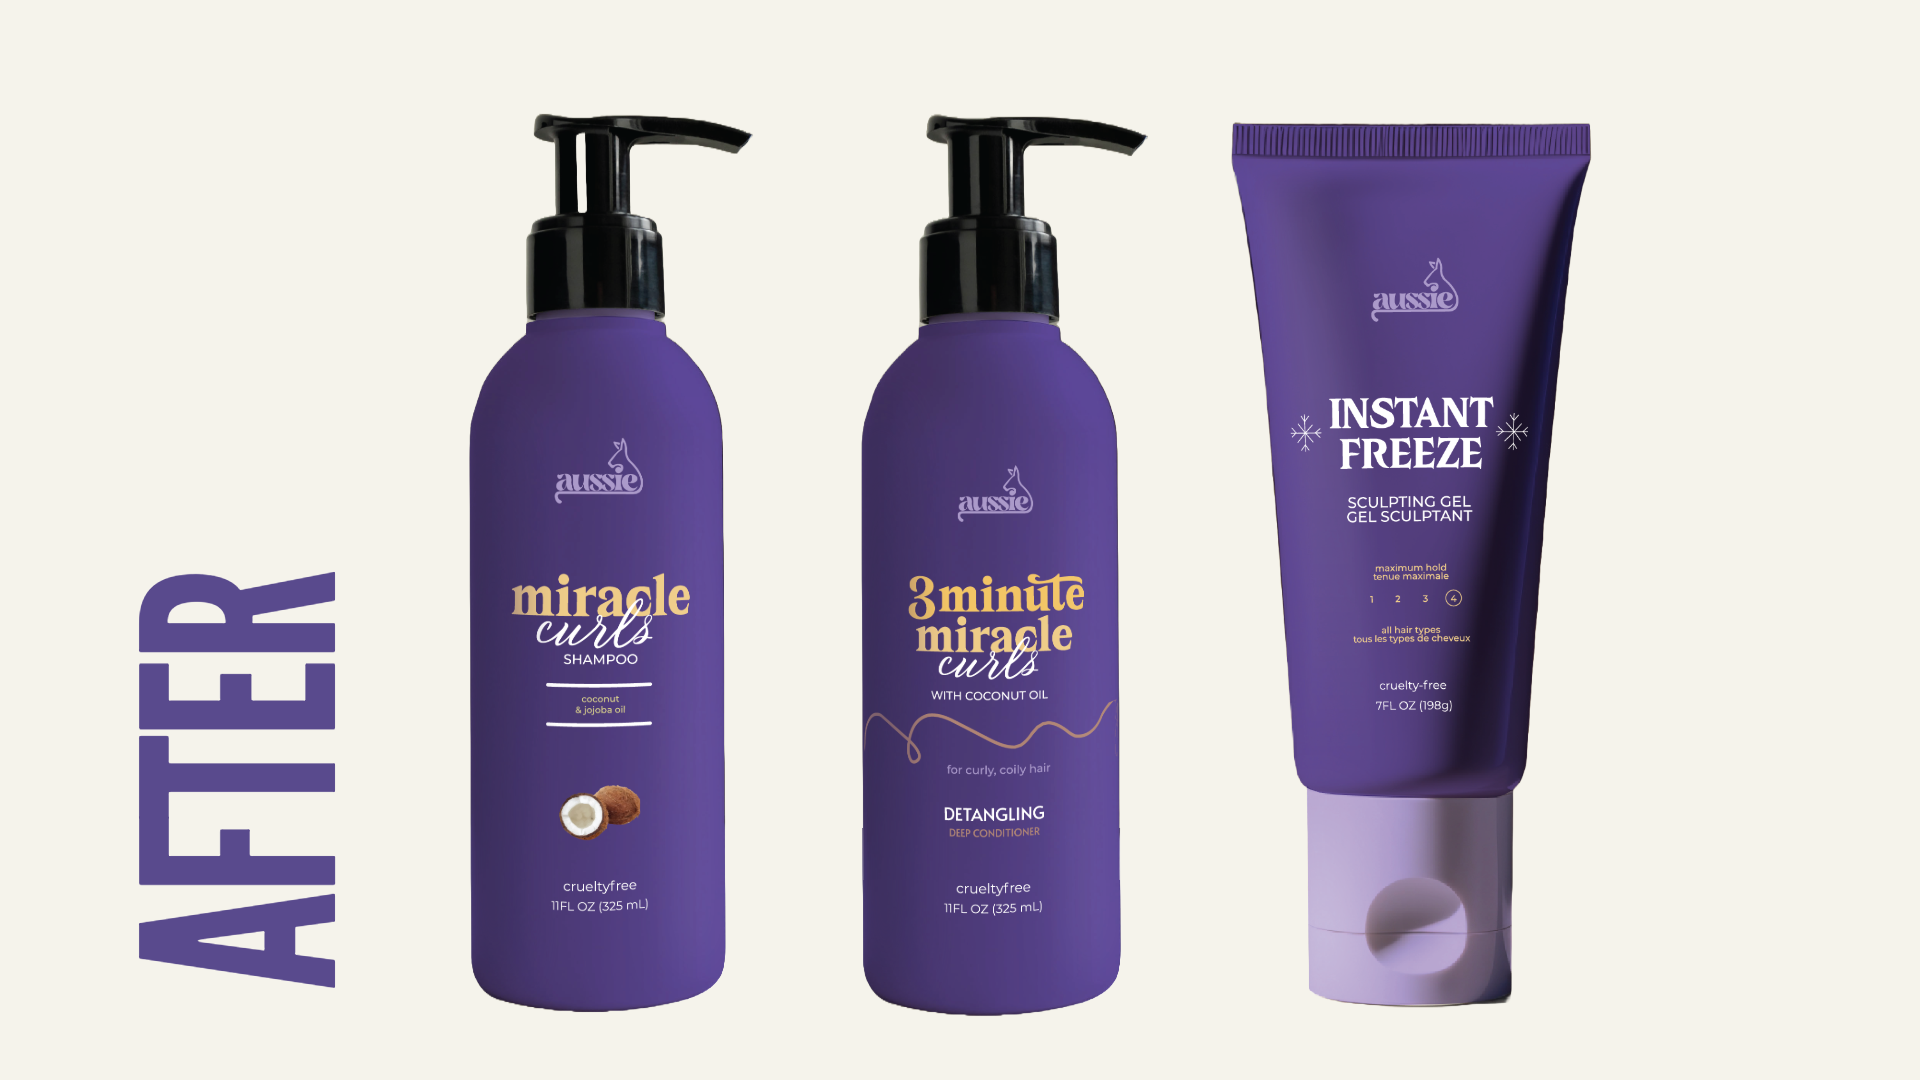 AFTER
aussie
miracle
curls
SHAMPOO
coconut
& jojoba oil
crueltyfree
11FL OZ (325 mL)
aussie
3minute
miracle
curls
WITH COCONUT OIL
for curly, coily hair
DETANGLING
DEEP CONDITIONER
crueltyfree
11FL OZ (325 mL)
aussie
INSTANT
FREEZE
SCULPTING GEL
GEL SCULPTANT
maximum hold
tenue maximale
1 2 3 4
all hair types
tous les types de cheveux
cruelty-free
7FL OZ (198g)